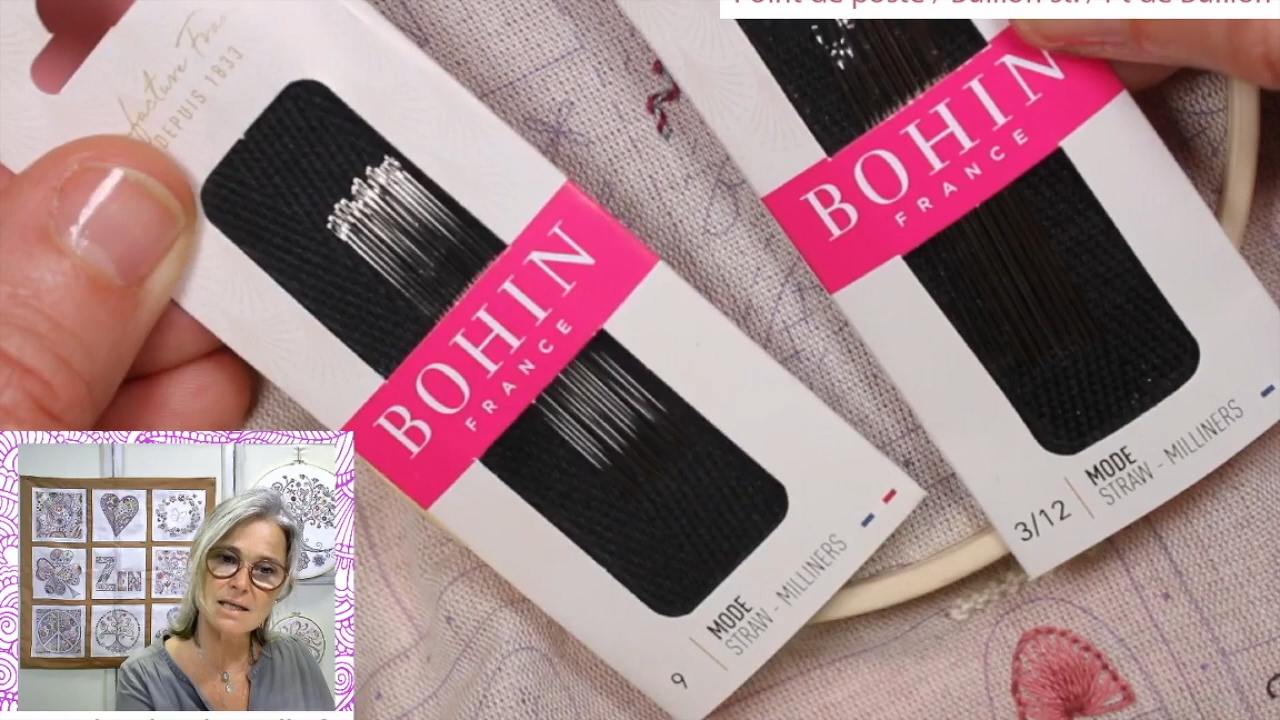 Point de poste / Bullion st. / Pt de Bullion
DEPUIS 1833
BOHIN
FRANCE
9
MODE
STRAW - MILLINERS
BOHIN
FRANCE
3/12
MODE
STRAW - MILLINERS
ZEN